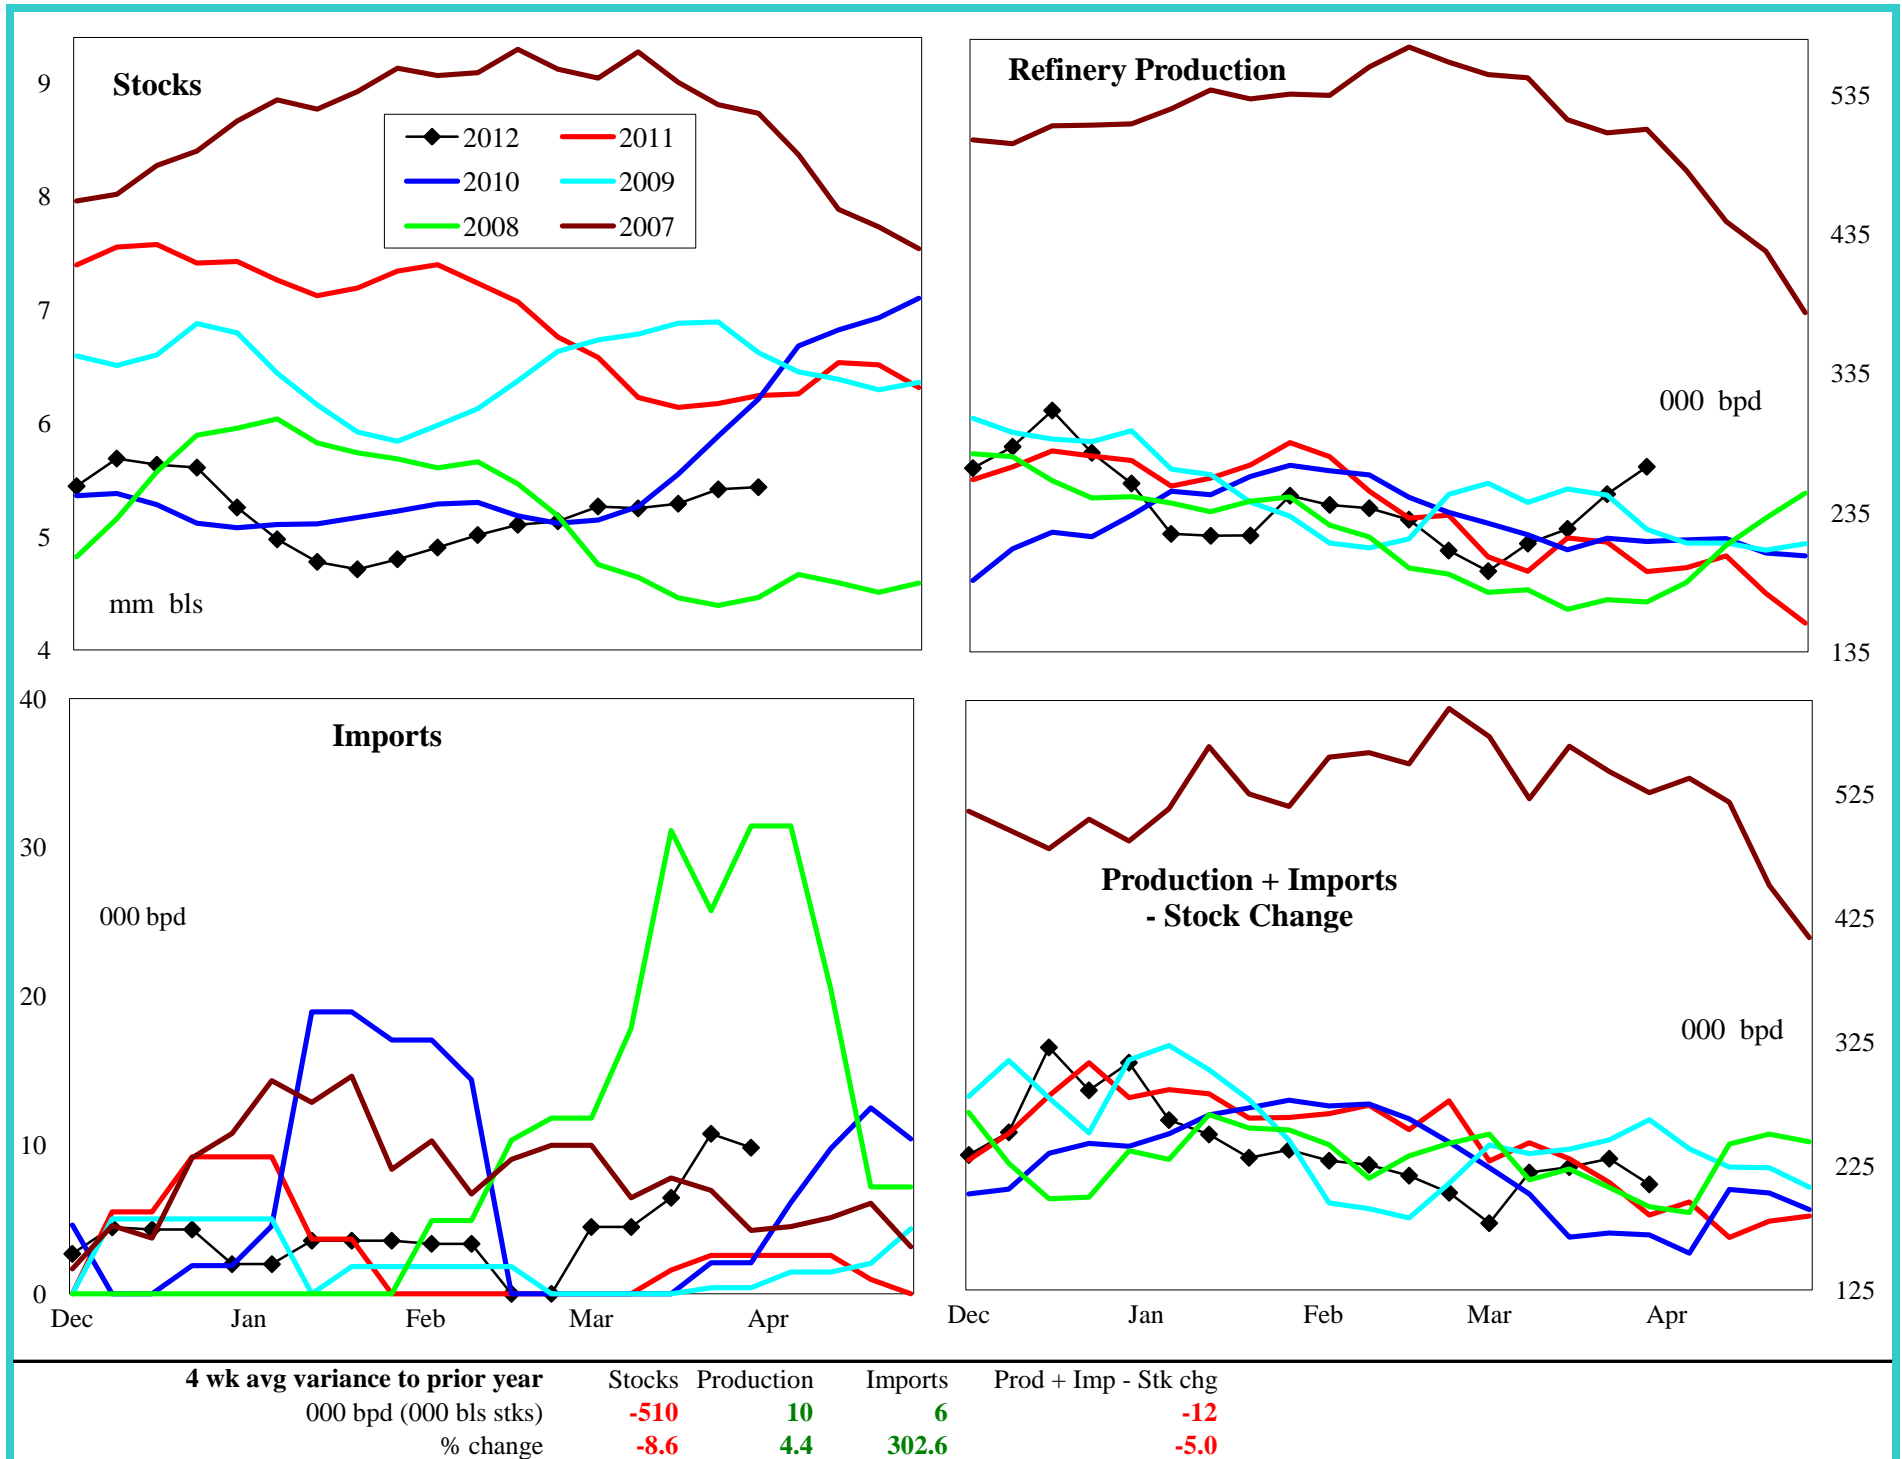 Stocks
9
8
7
6
5
4
mm bls
2012
2011
2010
2009
2008
2007
Refinery Production
535
435
335
235
135
000 bpd
Imports
40
30
20
10
0
000 bpd
Dec Jan Feb Mar Apr
Production + Imports
- Stock Change
525
425
325
225
125
000 bpd
Dec Jan Feb Mar Apr
4 wk avg variance to prior year Stocks Production Imports Prod + Imp - Stk chg
000 bpd (000 bls stks) -510 10 6 -12
% change -8.6 4.4 302.6 -5.0